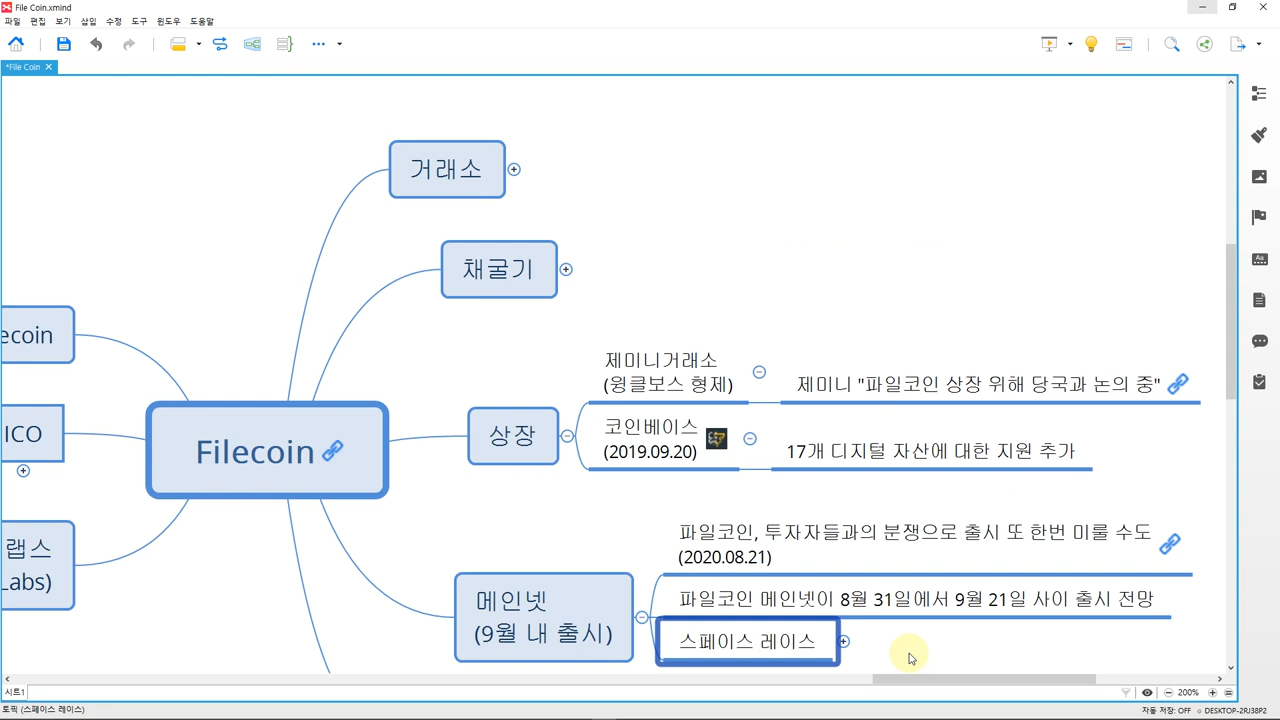 File Coin.xmind
파일 편집 보기 삽입 수정 도구 윈도우 도움말
*File Coin
거래소
채굴기
ecoin
제미니거래소
(윙클보스 형제)
제미니 "파일코인 상장 위해 당국과 논의 중"
ICO
Filecoin
상장
코인베이스
(2019.09.20)
17개 디지털 자산에 대한 지원 추가
랩스
Labs)
메인넷
(9월 내 출시)
파일코인, 투자자들과의 분쟁으로 출시 또 한번 미룰 수도
(2020.08.21)
파일코인 메인넷이 8월 31일에서 9월 21일 사이 출시 전망
스페이스 레이스
시트1
200%
토픽 (스페이스 레이스)
자동 저장: OFF
DESKTOP-2RJ38P2